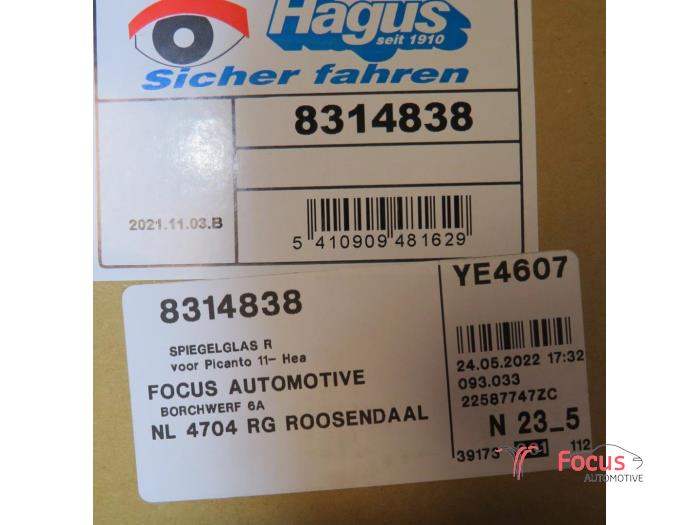 Hagus
seit 1910
Sicher fahren
8314838
2021.11.03.B
5 410909 481629
YE4607
8314838
SPIEGELGLAS R
voor Picanto 11- Hea
FOCUS AUTOMOTIVE
BORCHWERF 6A
NL 4704 RG ROOSENDAAL
24.05.2022 17:32
093.033
22587747ZC
N 23_5
39173
112
Focus
AUTOMOTIVE